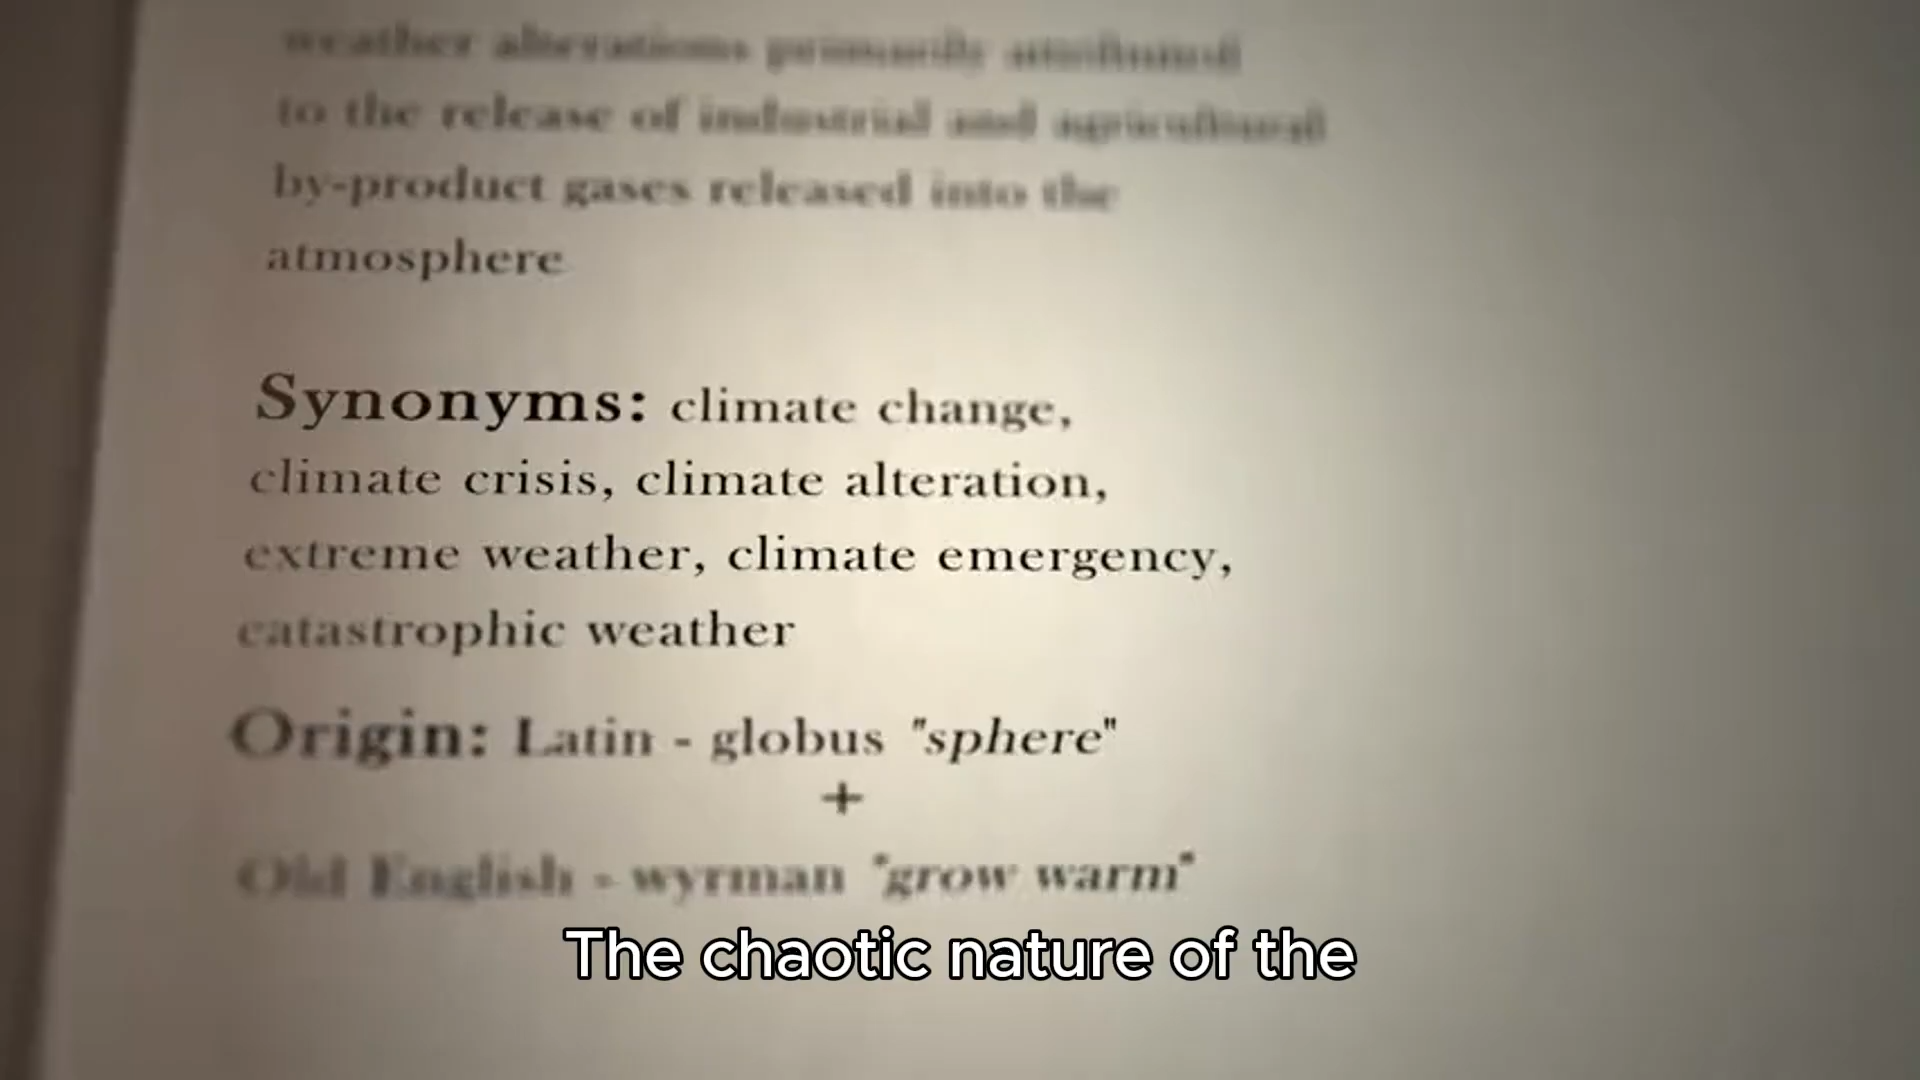 weather alterations primarily attributed
to the release of industrial and agricultural
by-product gases released into the
atmosphere
Synonyms: climate change,
climate crisis, climate alteration,
extreme weather, climate emergency,
catastrophic weather
Origin: Latin - globus "sphere"
+
Old English - wyrman "grow warm"
The chaotic nature of the